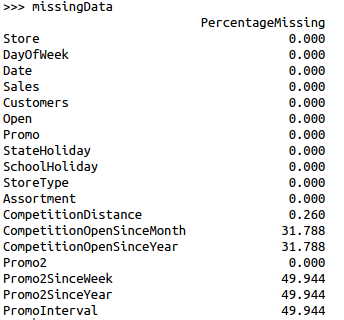 >>> missingData
PercentageMissing
Store 0.000
DayOfWeek 0.000
Date 0.000
Sales 0.000
Customers 0.000
Open 0.000
Promo 0.000
StateHoliday 0.000
SchoolHoliday 0.000
StoreType 0.000
Assortment 0.000
CompetitionDistance 0.260
CompetitionOpenSinceMonth 31.788
CompetitionOpenSinceYear 31.788
Promo2 0.000
Promo2SinceWeek 49.944
Promo2SinceYear 49.944
PromoInterval 49.944